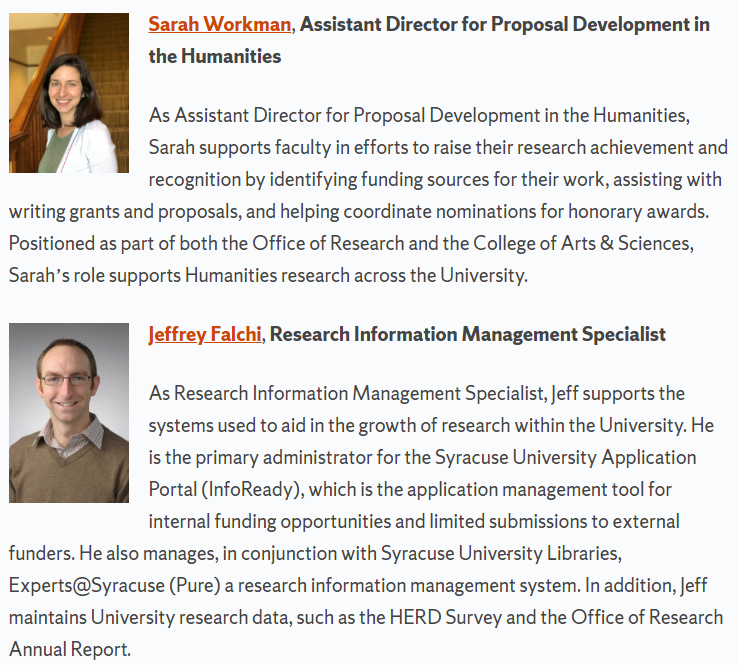 Sarah Workman, Assistant Director for Proposal Development in
the Humanities
As Assistant Director for Proposal Development in the Humanities,
Sarah supports faculty in efforts to raise their research achievement and
recognition by identifying funding sources for their work, assisting with
writing grants and proposals, and helping coordinate nominations for honorary awards.
Positioned as part of both the Office of Research and the College of Arts & Sciences,
Sarah’s role supports Humanities research across the University.
Jeffrey Falchi, Research Information Management Specialist
As Research Information Management Specialist, Jeff supports the
systems used to aid in the growth of research within the University. He
is the primary administrator for the Syracuse University Application
Portal (InfoReady), which is the application management tool for
internal funding opportunities and limited submissions to external
funders. He also manages, in conjunction with Syracuse University Libraries,
Experts@Syracuse (Pure) a research information management system. In addition, Jeff
maintains University research data, such as the HERD Survey and the Office of Research
Annual Report.